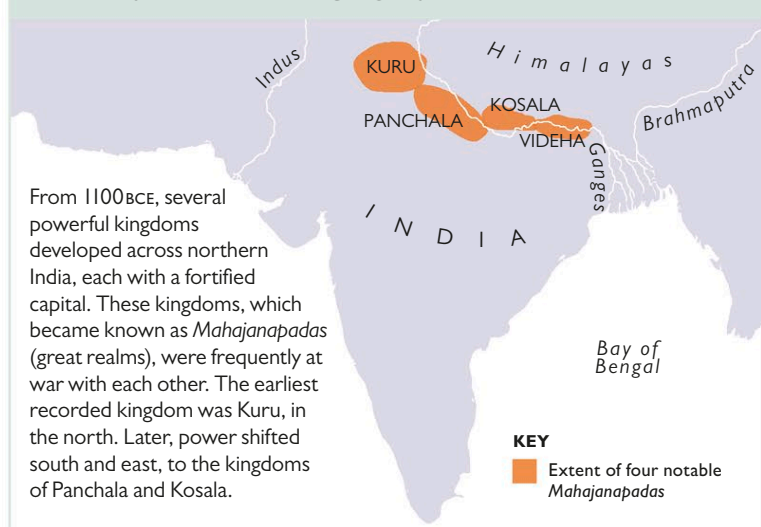 Indus
KURU
Himalayas
PANCHALA
KOSALA
VIDEHA
Brahmaputra
Ganges
INDIA
From 1100BCE, several
powerful kingdoms
developed across northern
India, each with a fortified
capital. These kingdoms, which
became known as Mahajanapadas
(great realms), were frequently at
war with each other. The earliest
recorded kingdom was Kuru, in
the north. Later, power shifted
south and east, to the kingdoms
of Panchala and Kosala.
Bay of
Bengal
KEY
Extent of four notable
Mahajanapadas